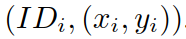 (ID_i, (x_i, y_i)).